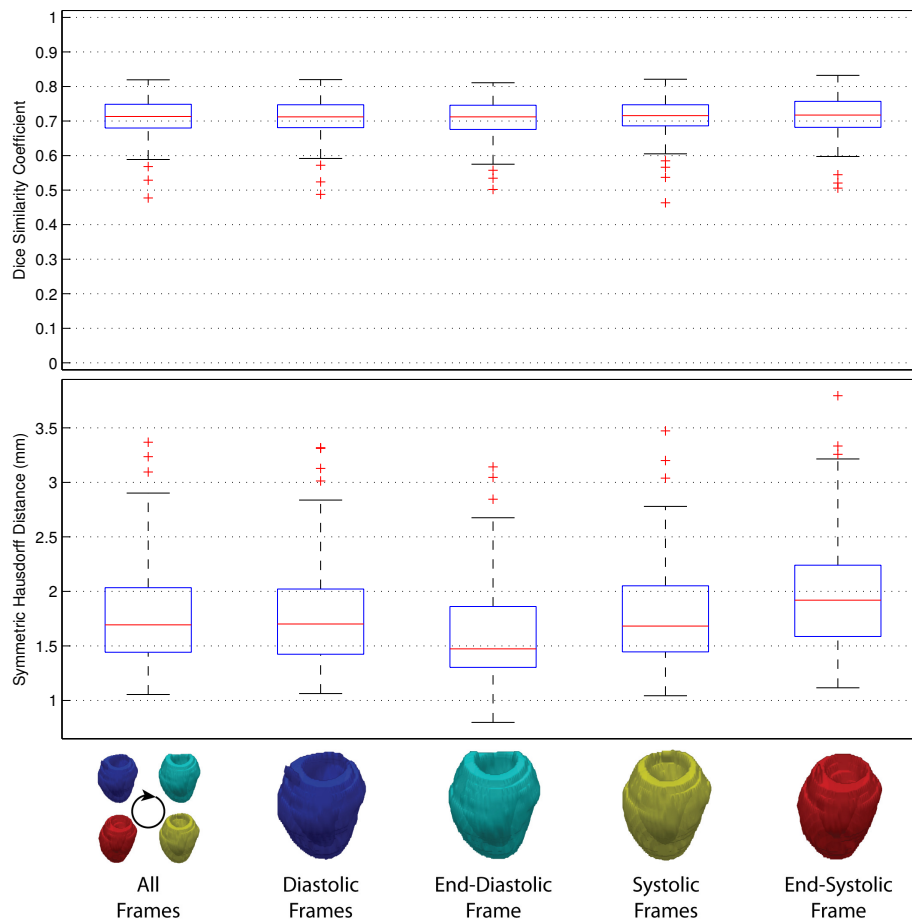 1
0.9
0.8
0.7
0.6
0.5
0.4
0.3
0.2
0.1
0
Dice Similarity Coefficient
3.5
3
2.5
2
1.5
1
Symmetric Hausdorff Distance (mm)
All
Frames
Diastolic
Frames
End-Diastolic
Frame
Systolic
Frames
End-Systolic
Frame